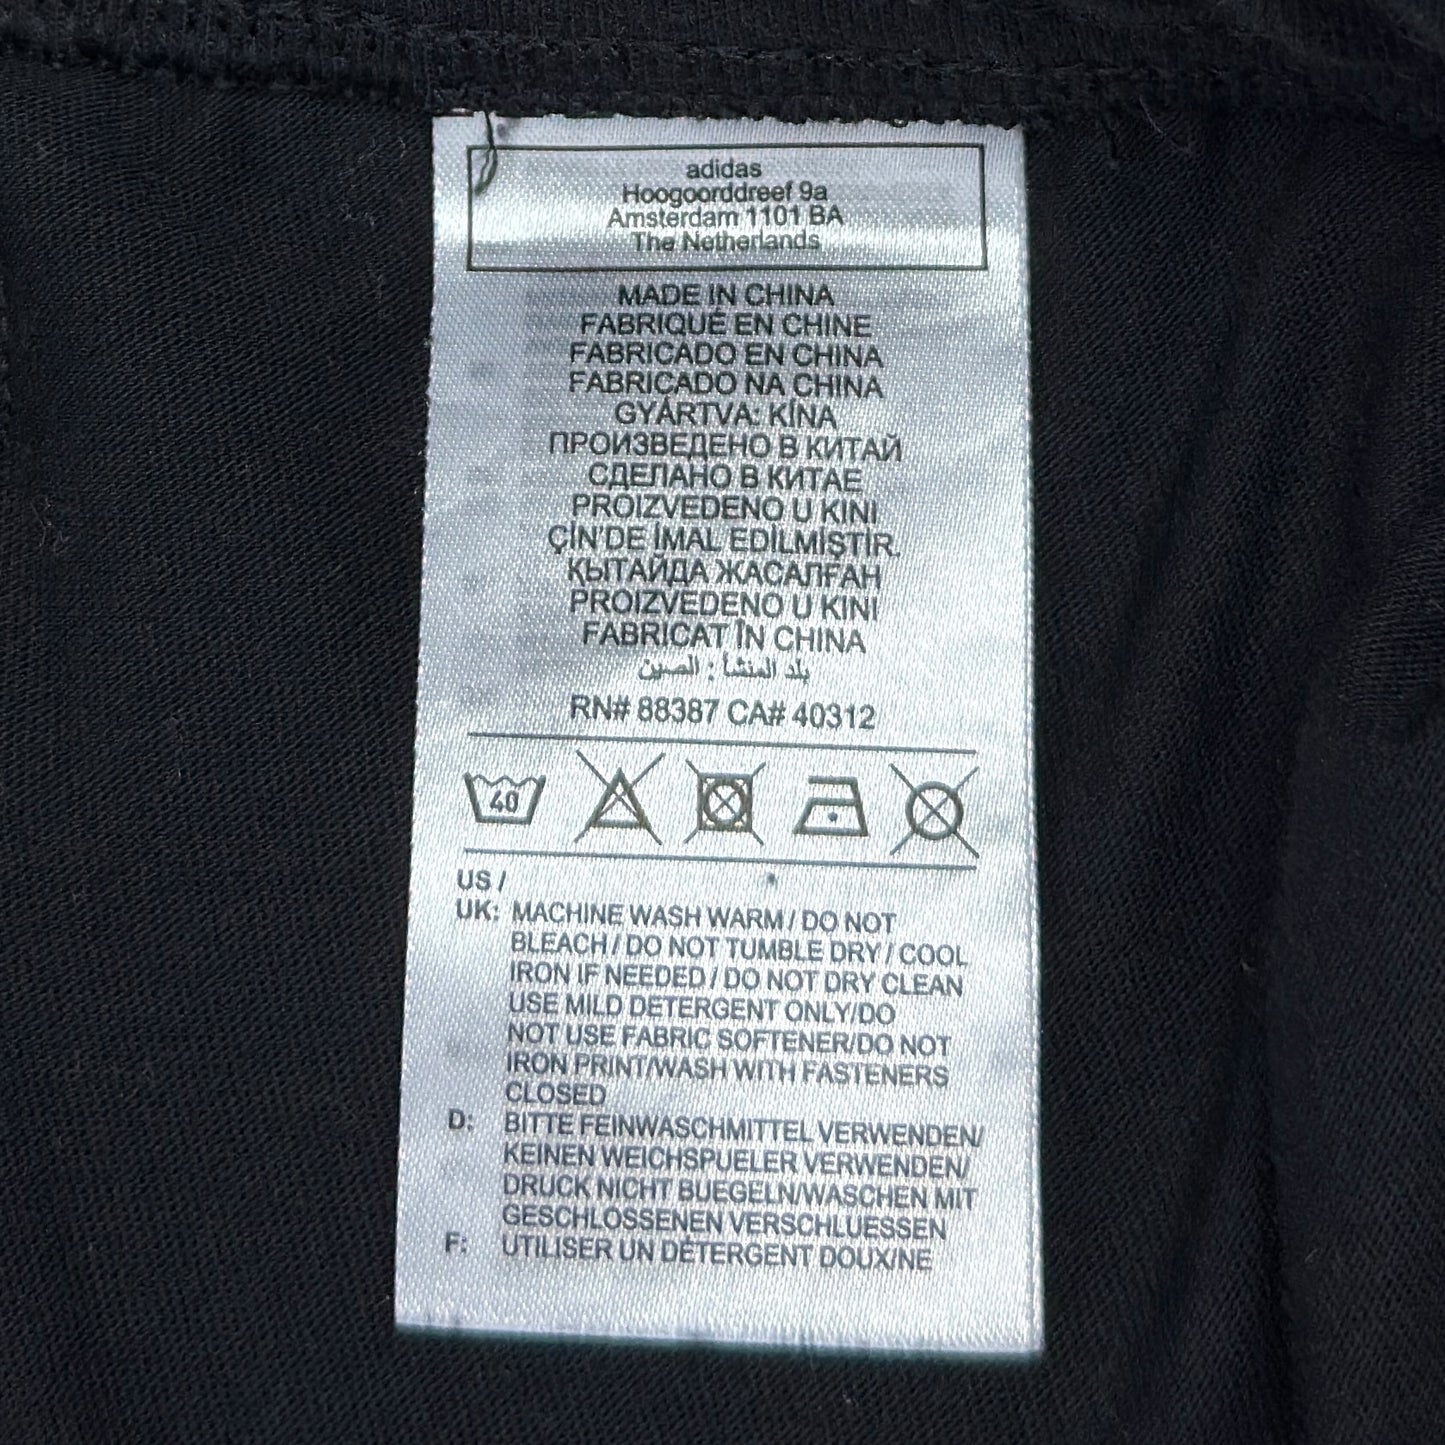 adidas
Hoogoorddreef 9a
Amsterdam 1101 BA
The Netherlands
MADE IN CHINA
FABRIQUÉ EN CHINE
FABRICADO EN CHINA
FABRICADO NA CHINA
GYÁRTVA: KÍNA
ПРОИЗВЕДЕНО В КИТАЙ
СДЕЛАНО В КИТАЕ
PROIZVEDENO U KINI
ÇİN'DE İMAL EDİLMİŞTİR.
ҚЫТАЙДА ЖАСАЛҒАН
PROIZVEDENO U KINI
FABRICAT ÎN CHINA
بلد المنشأ : الصين
RN# 88387 CA# 40312
40
US /
UK: MACHINE WASH WARM / DO NOT
BLEACH / DO NOT TUMBLE DRY / COOL
IRON IF NEEDED / DO NOT DRY CLEAN
USE MILD DETERGENT ONLY/DO
NOT USE FABRIC SOFTENER/DO NOT
IRON PRINT/WASH WITH FASTENERS
CLOSED
D: BITTE FEINWASCHMITTEL VERWENDEN/
KEINEN WEICHSPUELER VERWENDEN/
DRUCK NICHT BUEGELN/WASCHEN MIT
GESCHLOSSENEN VERSCHLUESSEN
F: UTILISER UN DÉTERGENT DOUX/NE